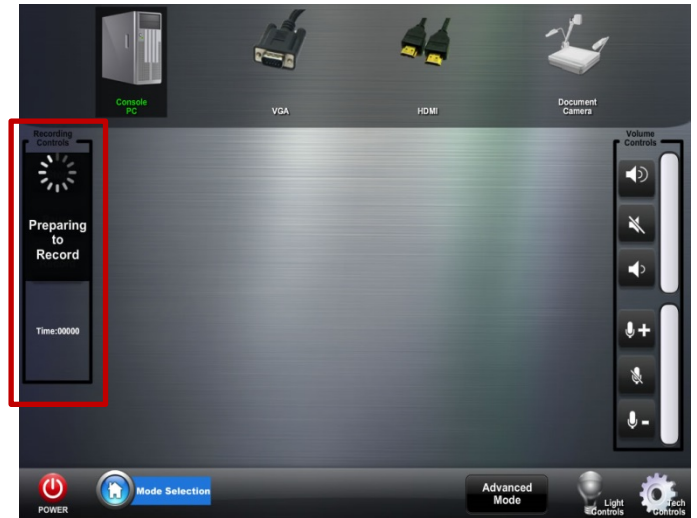 Console
PC
VGA
HDMI
Document
Camera
Recording
Controls
Preparing
to
Record
Time:00000
Volume
Controls
POWER
Mode Selection
Advanced
Mode
Light
Controls
Tech
Controls